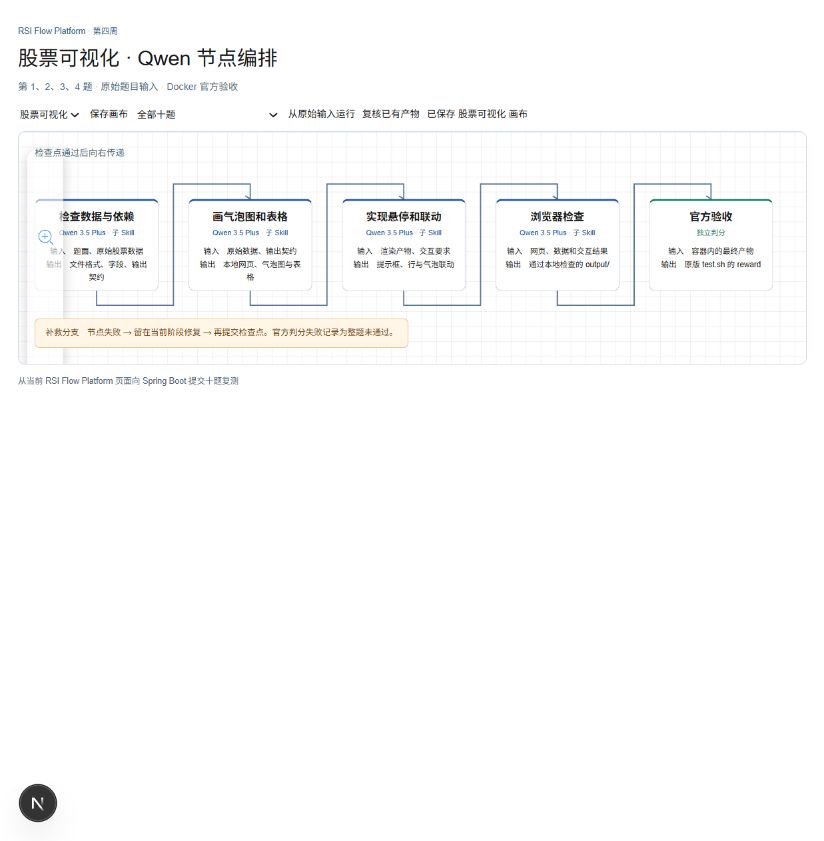 RSI Flow Platform · 第四周
股票可视化 · Qwen 节点编排
第 1、2、3、4 题 · 原始题目输入 · Docker 官方验收
股票可视化 保存画布 全部十题 从原始输入运行 复核已有产物 已保存 股票可视化 画布
检查点通过后向右传递
检查数据与依赖
Qwen 3.5 Plus · 子 Skill
输入 题面、原始股票数据
输出 文件格式、字段、输出
契约
画气泡图和表格
Qwen 3.5 Plus · 子 Skill
输入 原始数据、输出契约
输出 本地网页、气泡图与表
格
实现悬停和联动
Qwen 3.5 Plus · 子 Skill
输入 渲染产物、交互要求
输出 提示框、行与气泡联动
浏览器检查
Qwen 3.5 Plus · 子 Skill
输入 网页、数据和交互结果
输出 通过本地检查的 output/
官方验收
独立判分
输入 容器内的最终产物
输出 原版 test.sh 的 reward
补救分支 节点失败 → 留在当前阶段修复 → 再提交检查点。官方判分失败记录为整题未通过。
从当前 RSI Flow Platform 页面向 Spring Boot 提交十题复测
N